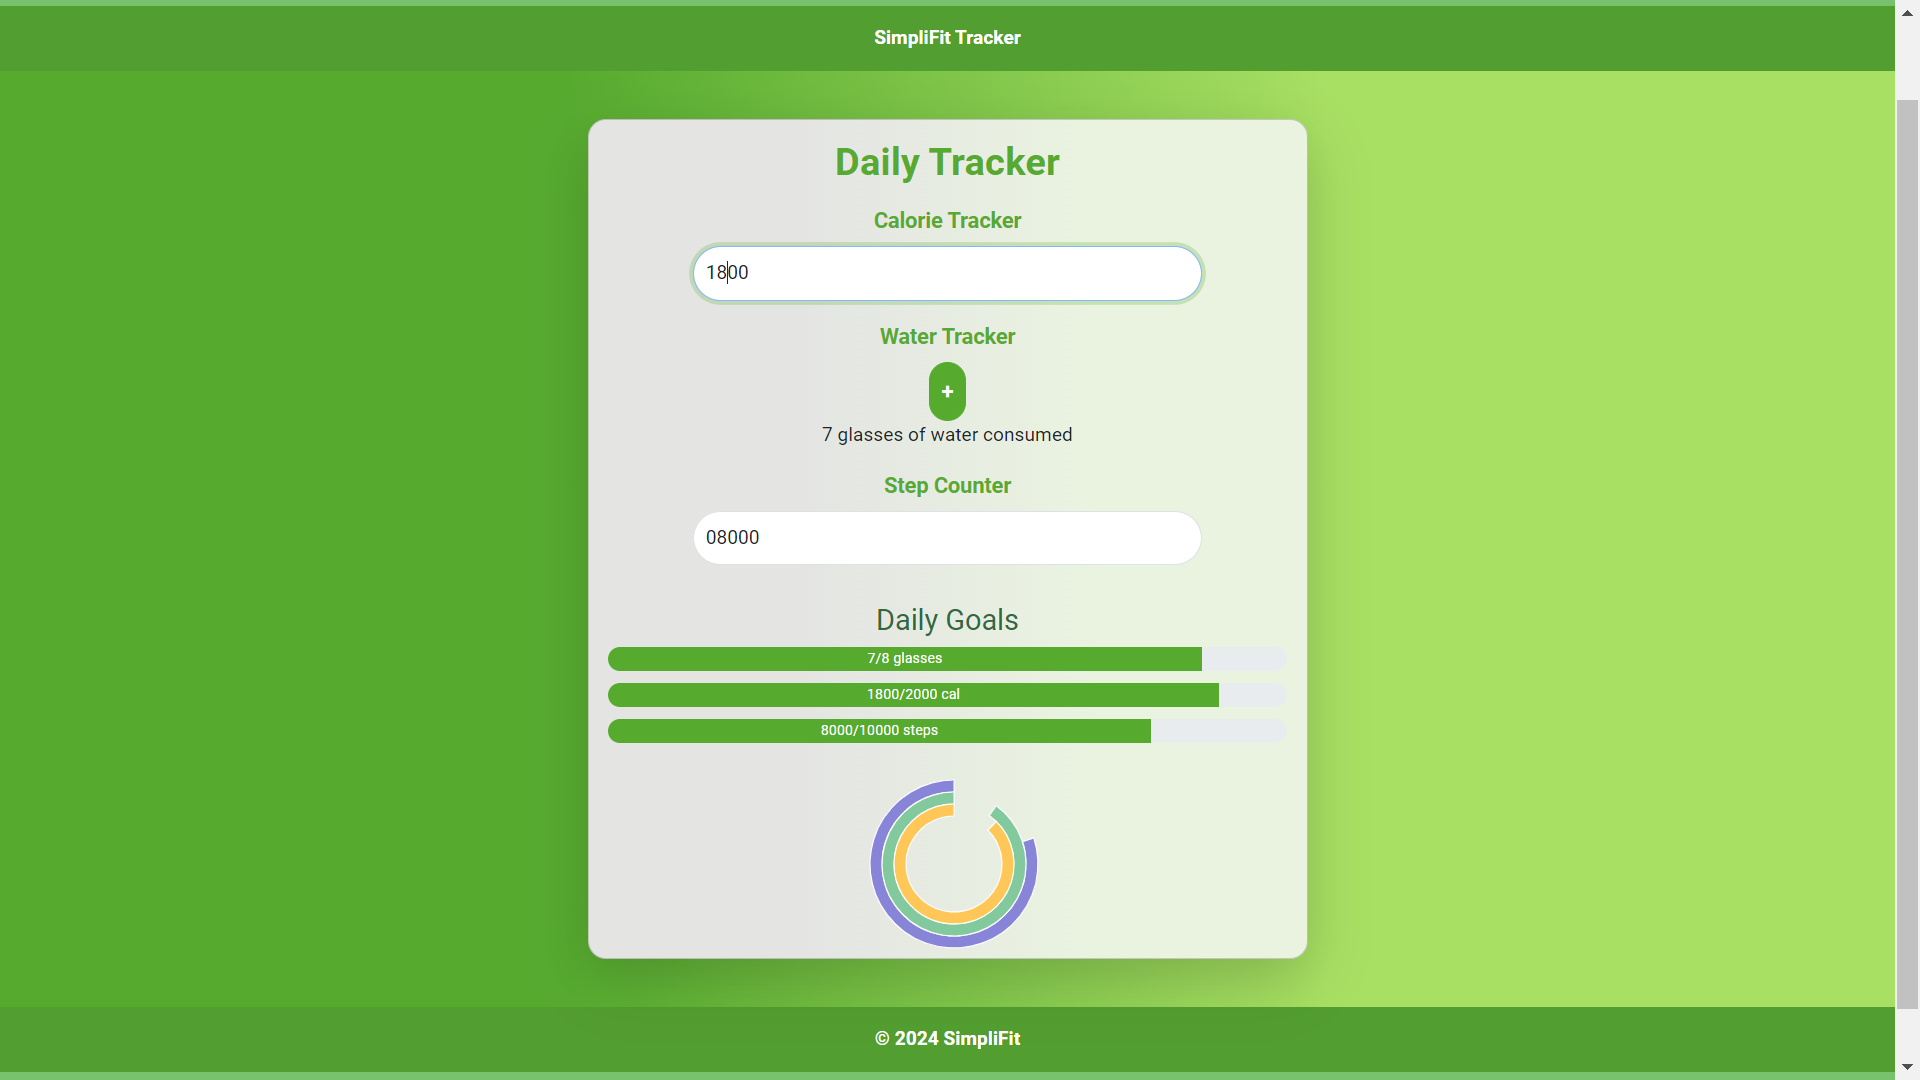 SimpliFit Tracker
Daily Tracker
Calorie Tracker
1800
Water Tracker
+
7 glasses of water consumed
Step Counter
08000
Daily Goals
7/8 glasses
1800/2000 cal
8000/10000 steps
© 2024 SimpliFit